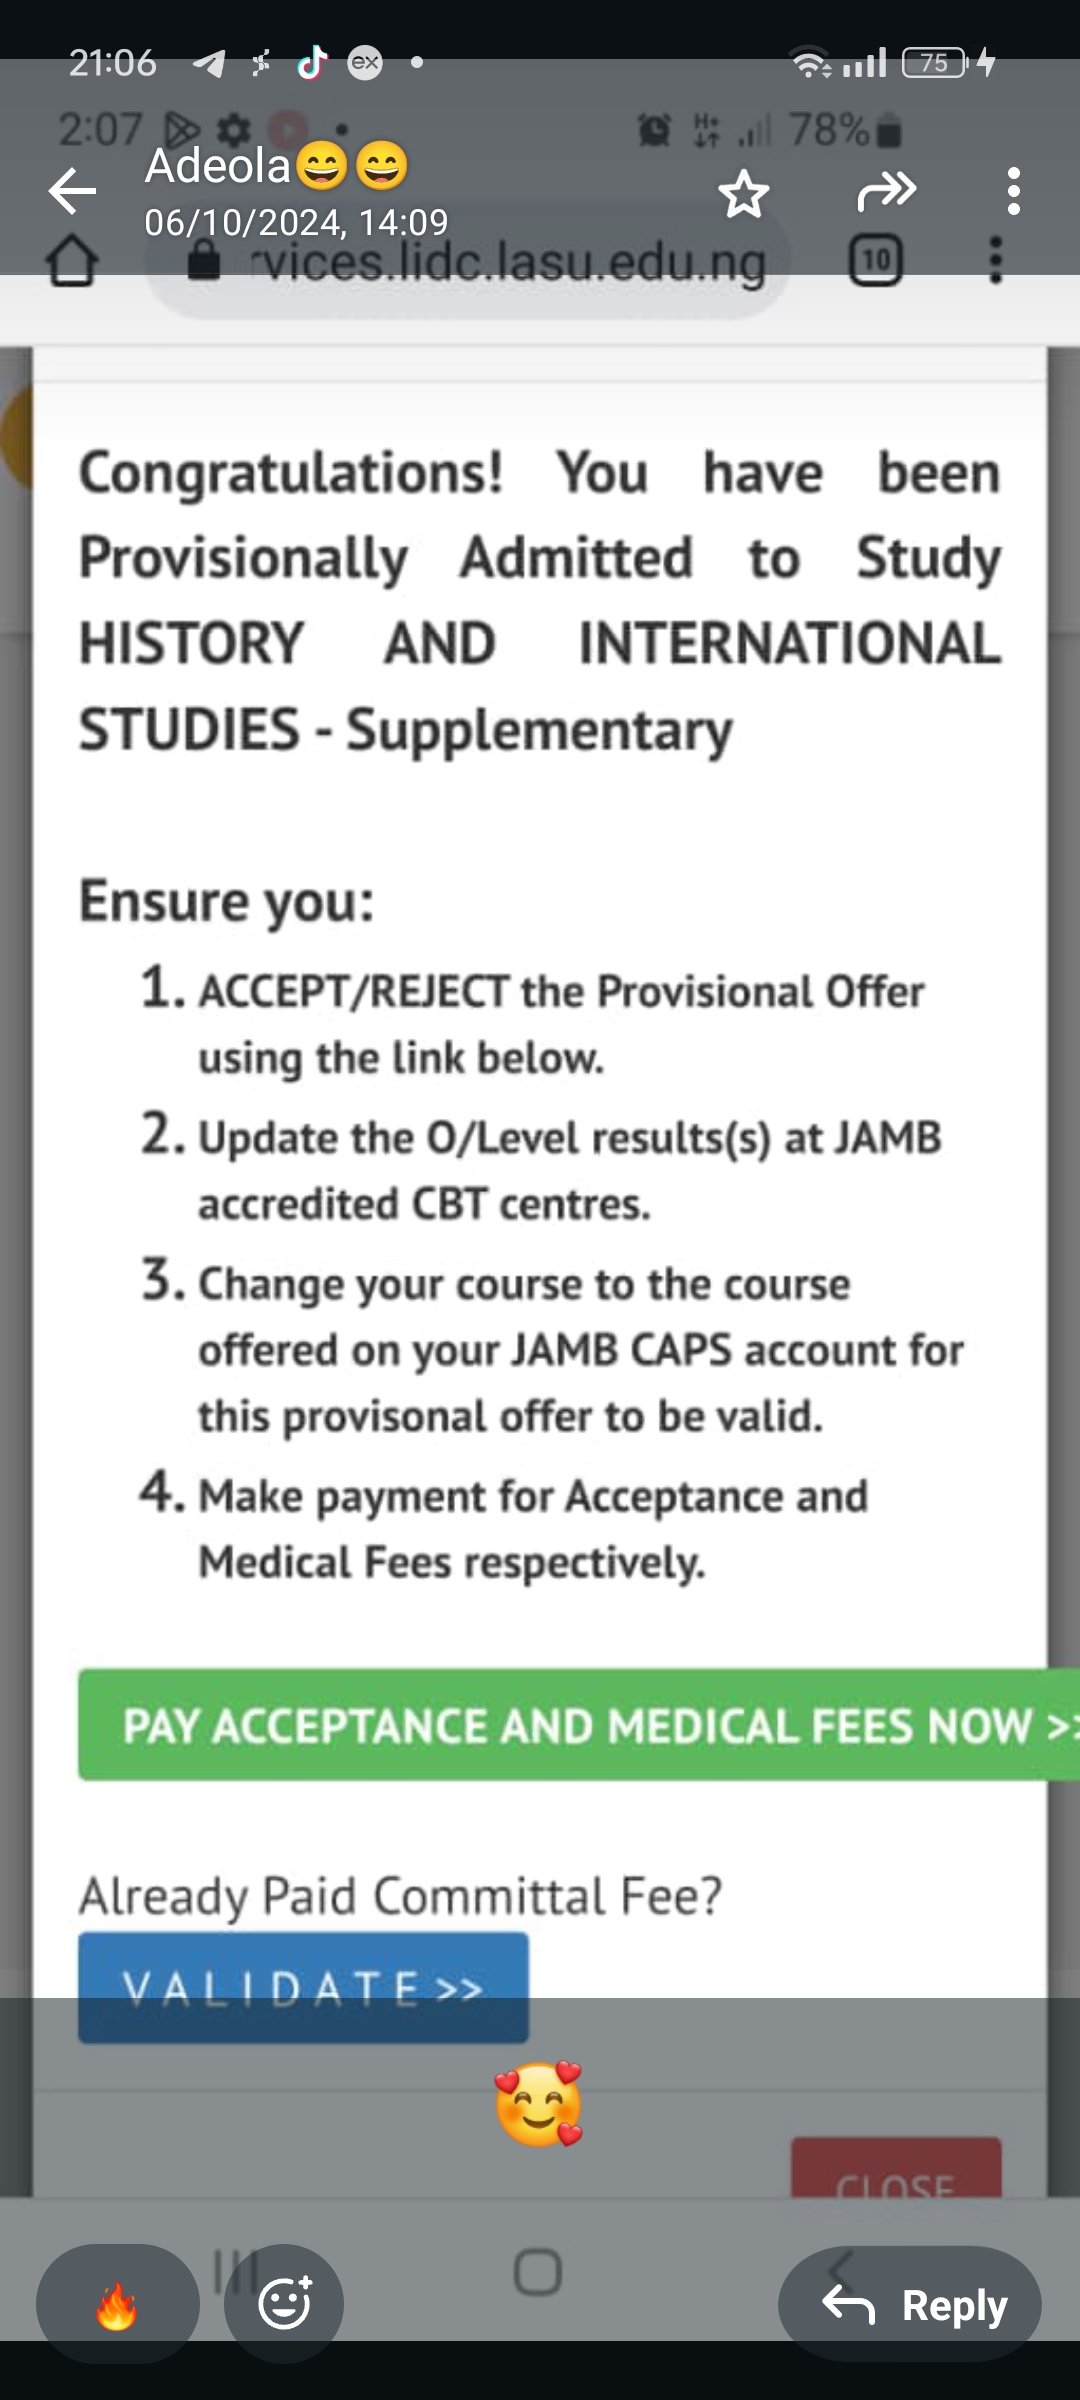 21:06 ex 75
2:07 H+ 78%
Adeola😄😄
06/10/2024, 14:09
rvices.lidc.lasu.edu.ng 10
Congratulations! You have been
Provisionally Admitted to Study
HISTORY AND INTERNATIONAL
STUDIES - Supplementary
Ensure you:
1. ACCEPT/REJECT the Provisional Offer
using the link below.
2. Update the O/Level results(s) at JAMB
accredited CBT centres.
3. Change your course to the course
offered on your JAMB CAPS account for
this provisonal offer to be valid.
4. Make payment for Acceptance and
Medical Fees respectively.
PAY ACCEPTANCE AND MEDICAL FEES NOW >>
Already Paid Committal Fee?
VALIDATE>>
🥰
CLOSE
Reply